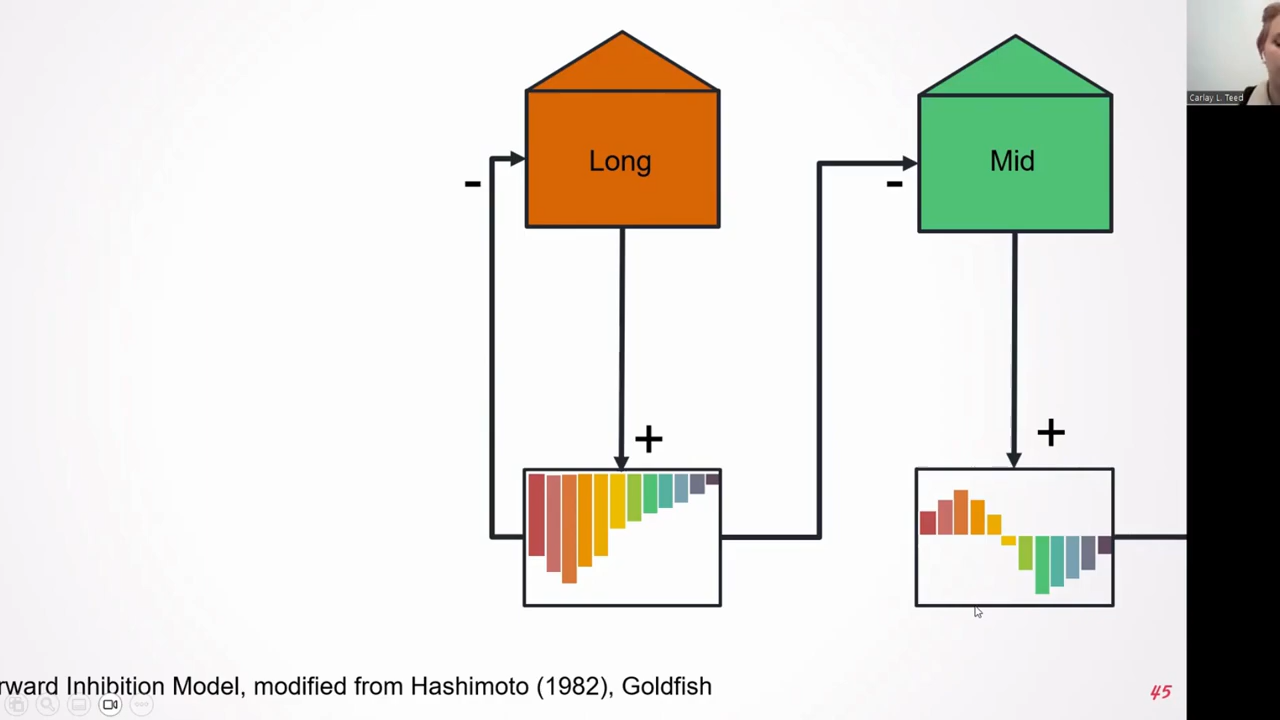 Long
Mid
-
-
+
+
Carlay L. Teed
rward Inhibition Model, modified from Hashimoto (1982), Goldfish
45